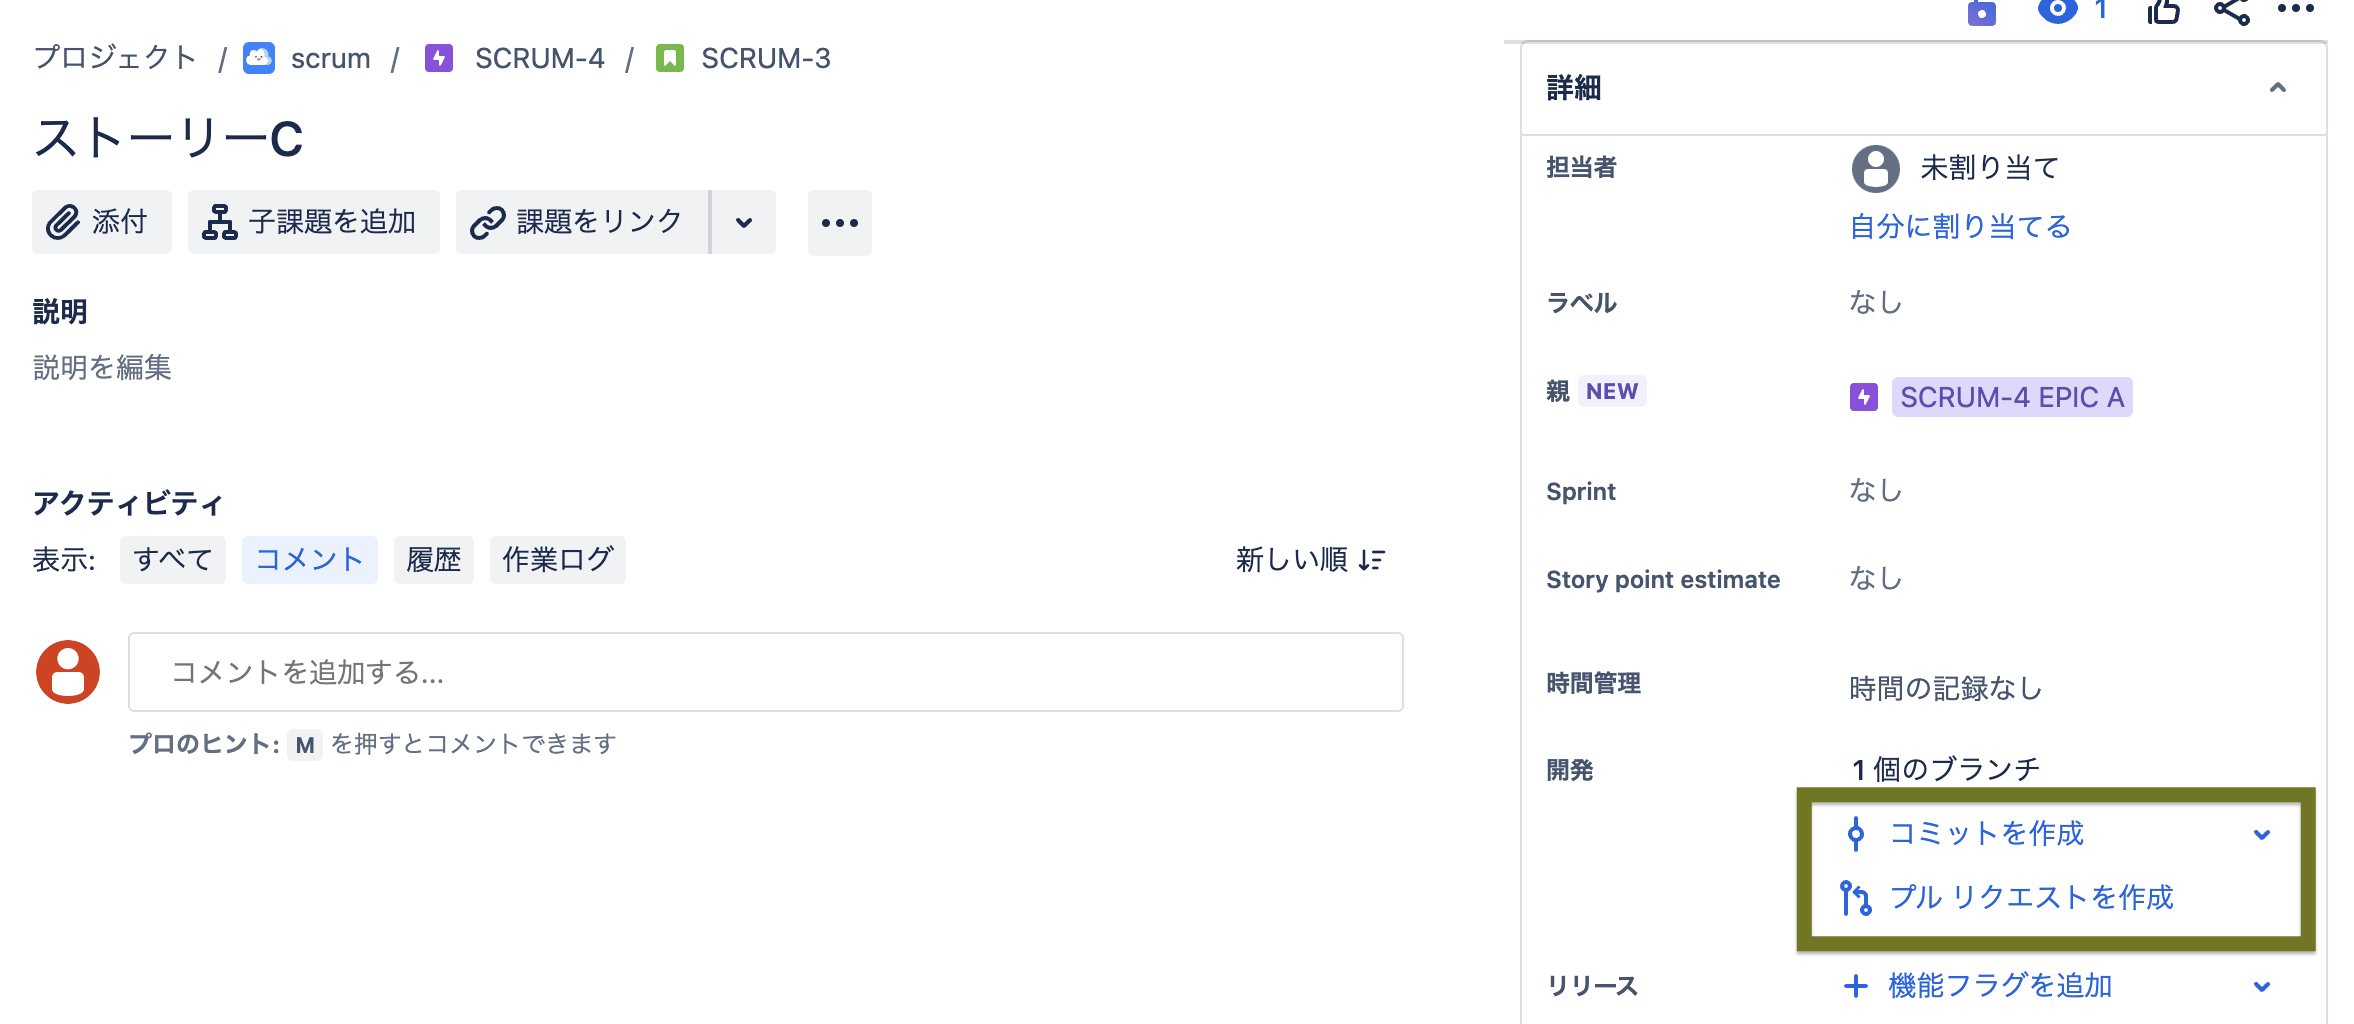 1
プロジェクト / scrum / SCRUM-4 / SCRUM-3
ストーリーC
添付
子課題を追加
課題をリンク
説明
説明を編集
アクティビティ
表示: すべて コメント 履歴 作業ログ
新しい順
コメントを追加する...
プロのヒント: M を押すとコメントできます
詳細
担当者
未割り当て
自分に割り当てる
ラベル
なし
親 NEW
SCRUM-4 EPIC A
Sprint
なし
Story point estimate
なし
時間管理
時間の記録なし
開発
1 個のブランチ
コミットを作成
プル リクエストを作成
リリース
機能フラグを追加